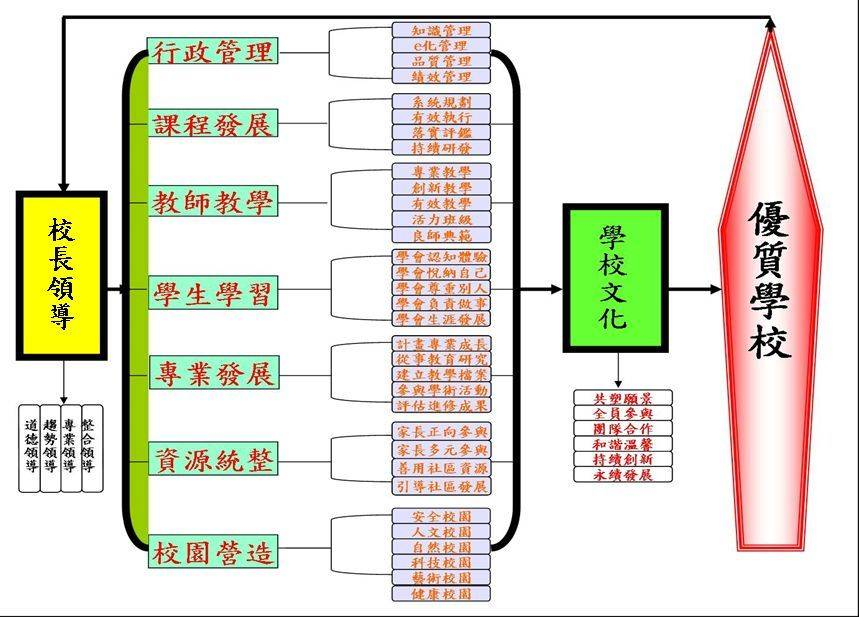 行政管理
知識管理
e化管理
品質管理
績效管理
課程發展
系統規劃
有效執行
落實評鑑
持續研發
教師教學
專業教學
創新教學
有效教學
活力班級
良師典範
學生學習
學會認知體驗
學會悅納自己
學會尊重別人
學會負責做事
學會生涯發展
專業發展
計畫專業成長
從事教育研究
建立教學檔案
參與學術活動
評估進修成果
資源統整
家長正向參與
家長多元參與
善用社區資源
引導社區發展
校園營造
安全校園
人文校園
自然校園
科技校園
藝術校園
健康校園
校長領導
道德領導
趨勢領導
專業領導
整合領導
學校文化
共塑願景
全員參與
團隊合作
和諧溫馨
持續創新
永續發展
優質學校